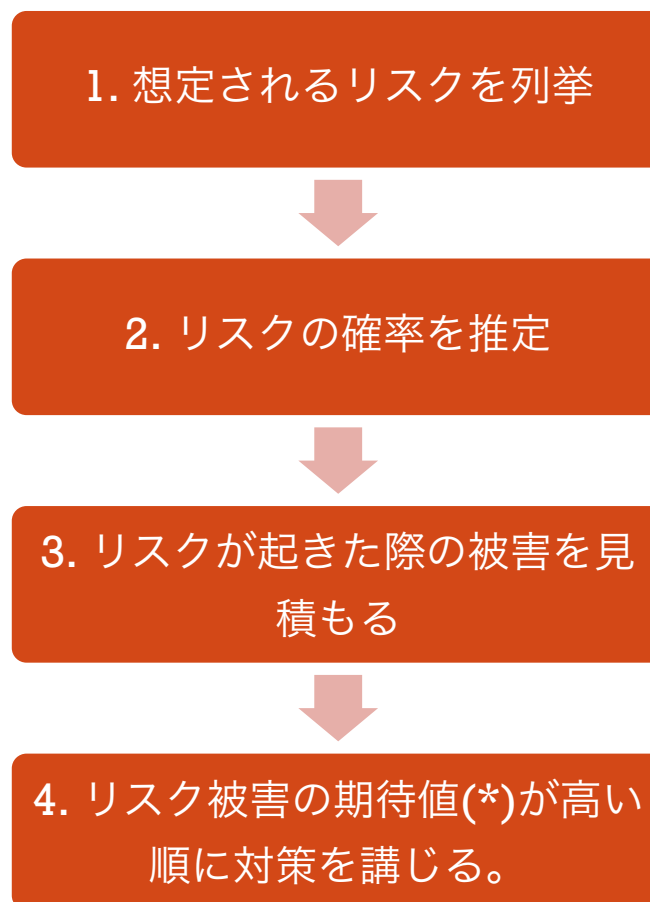 1. 想定されるリスクを列挙
2. リスクの確率を推定
3. リスクが起きた際の被害を見
積もる
4. リスク被害の期待値(*)が高い
順に対策を講じる。